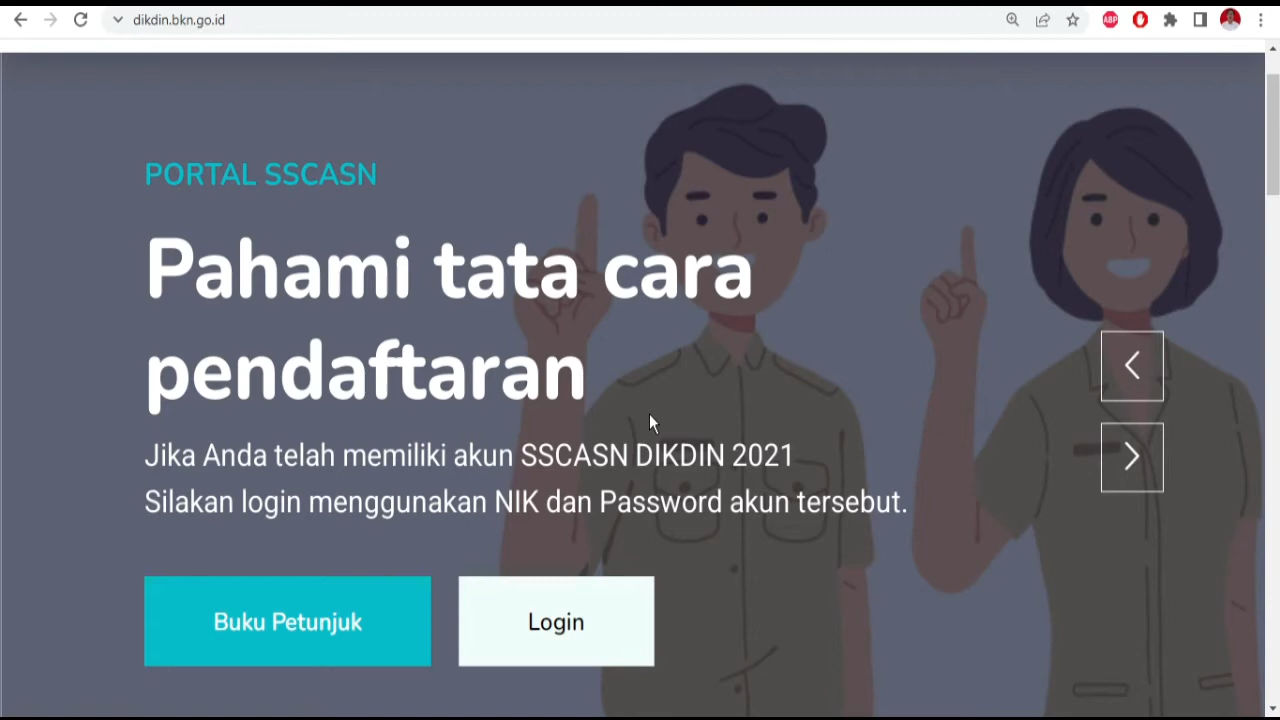 dikdin.bkn.go.id
ABP
PORTAL SSCASN
Pahami tata cara
pendaftaran
Jika Anda telah memiliki akun SSCASN DIKDIN 2021
Silakan login menggunakan NIK dan Password akun tersebut.
Buku Petunjuk
Login